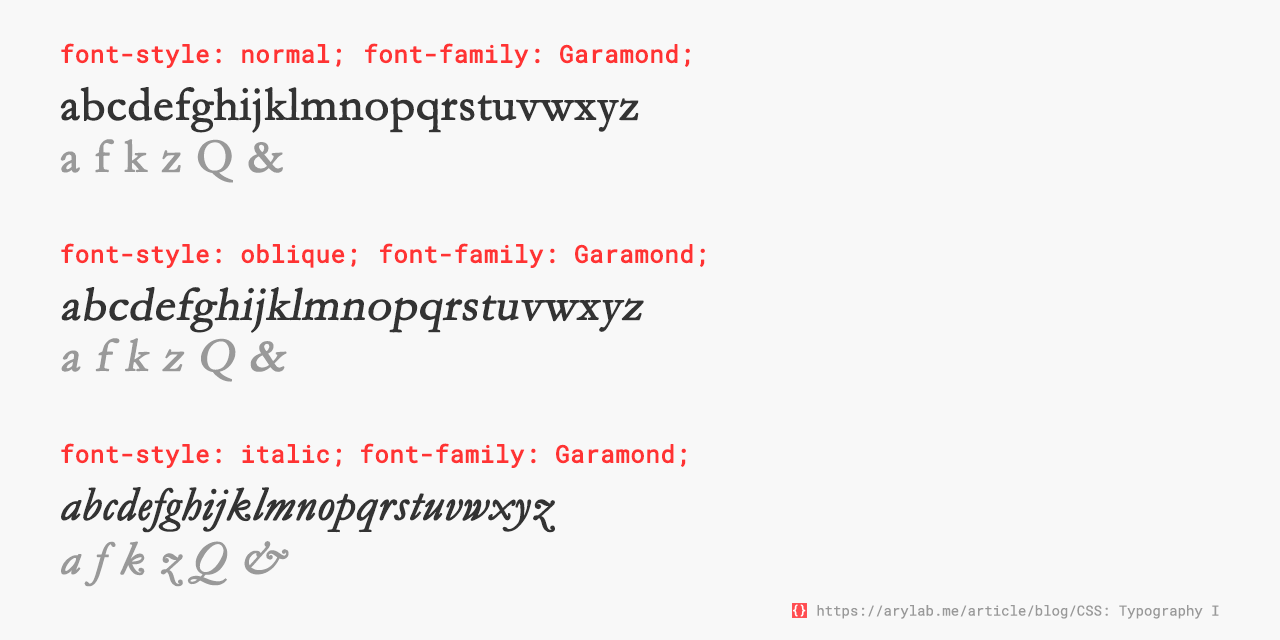 font-style: normal; font-family: Garamond;
abcdefghijklmnopqrstuvwxyz
a f k z Q &
font-style: oblique; font-family: Garamond;
abcdefghijklmnopqrstuvwxyz
a f k z Q &
font-style: italic; font-family: Garamond;
abcdefghijklmnopqrstuvwxyz
a f k z Q &
{} https://arylab.me/article/blog/CSS: Typography I